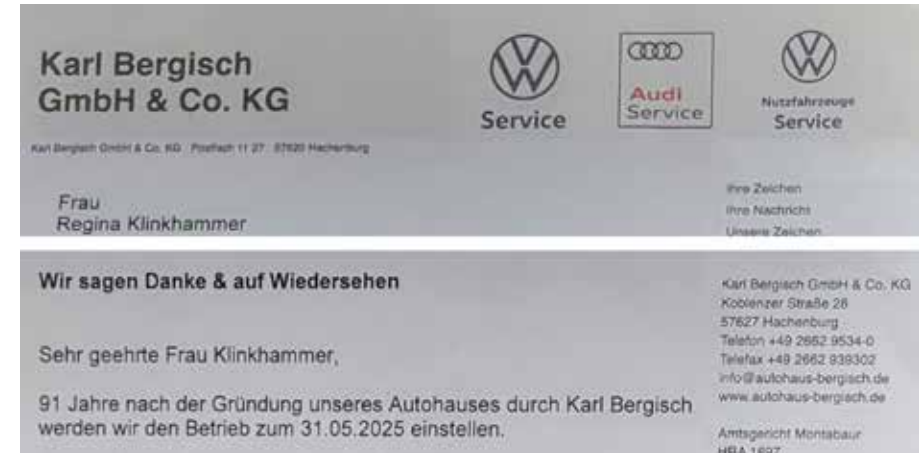 Karl Bergisch
GmbH & Co. KG
Service
Audi
Service
Nutzfahrzeuge
Service
Karl Bergisch GmbH & Co. KG Postfach 11 27 57620 Hachenburg
Frau
Regina Klinkhammer
Ihre Zeichen
Ihre Nachricht
Unsere Zeichen
Wir sagen Danke & auf Wiedersehen
Sehr geehrte Frau Klinkhammer,
91 Jahre nach der Gründung unseres Autohauses durch Karl Bergisch
werden wir den Betrieb zum 31.05.2025 einstellen.
Karl Bergisch GmbH & Co. KG
Koblenzer Straße 28
57627 Hachenburg
Telefon +49 2662 9534-0
Telefax +49 2662 939302
info@autohaus-bergisch.de
www.autohaus-bergisch.de
Amtsgericht Montabaur
HRA 1697